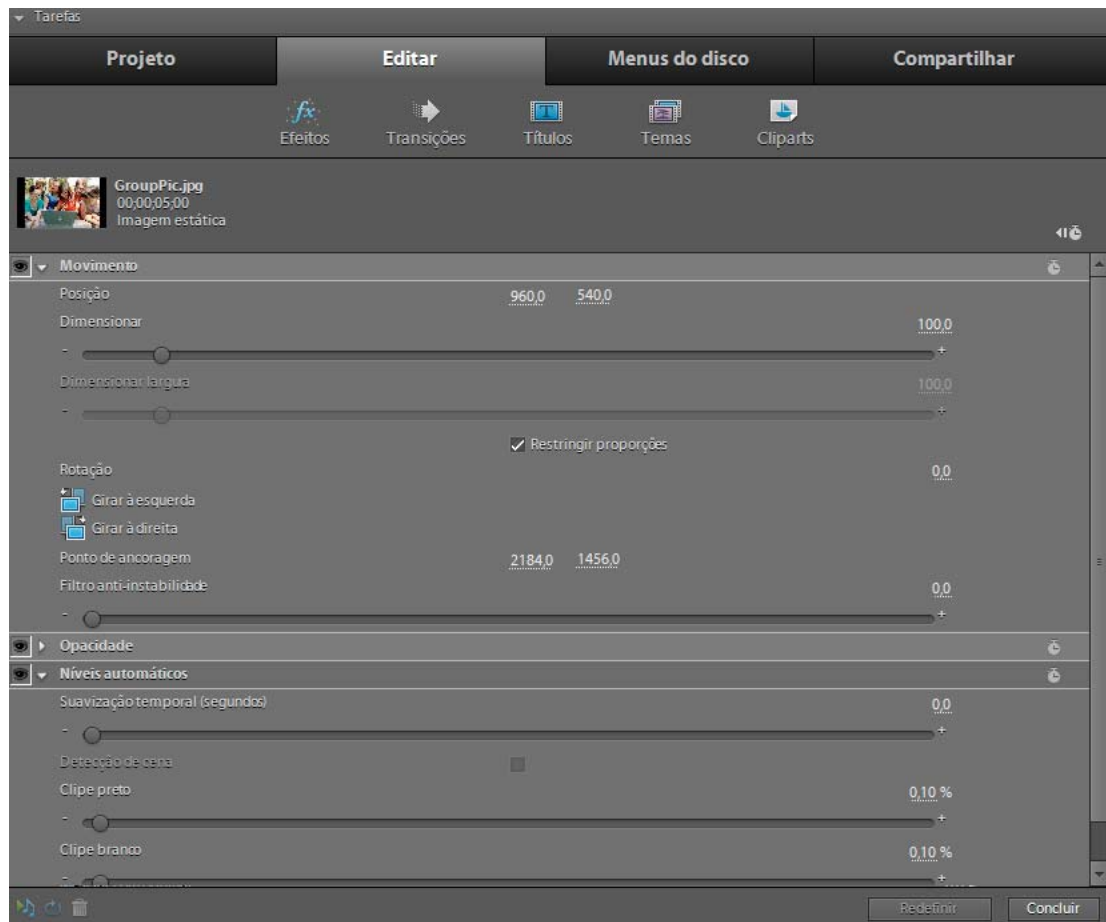 Tarefas
Projeto Editar Menus do disco Compartilhar
fx
Efeitos Transições Títulos Temas Cliparts
GroupPic.jpg
00;00;05;00
Imagem estática
Movimento
Posição 960,0 540,0
Dimensionar 100,0
- +
Dimensionar largura 100,0
- +
Restringir proporções
Rotação 0,0
Girar à esquerda
Girar à direita
Ponto de ancoragem 2184,0 1456,0
Filtro anti-instabilidade 0,0
- +
Opacidade
Níveis automáticos
Suavização temporal (segundos) 0,0
- +
Detecção de cena
Clipe preto 0,10 %
- +
Clipe branco 0,10 %
- +
Redefinir Concluir